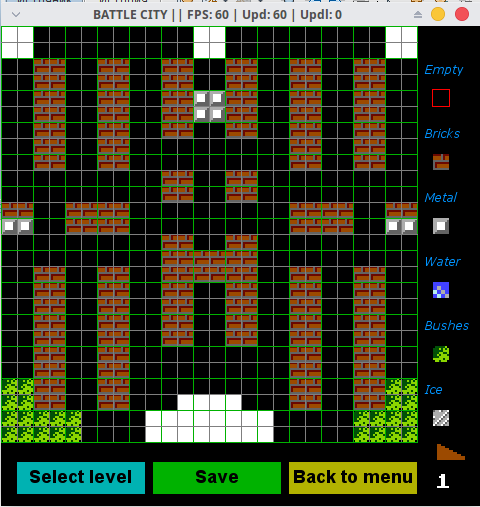 BATTLE CITY || FPS: 60 | Upd: 60 | Updl: 0
Empty
Bricks
Metal
Water
Bushes
Ice
1
Select level
Save
Back to menu